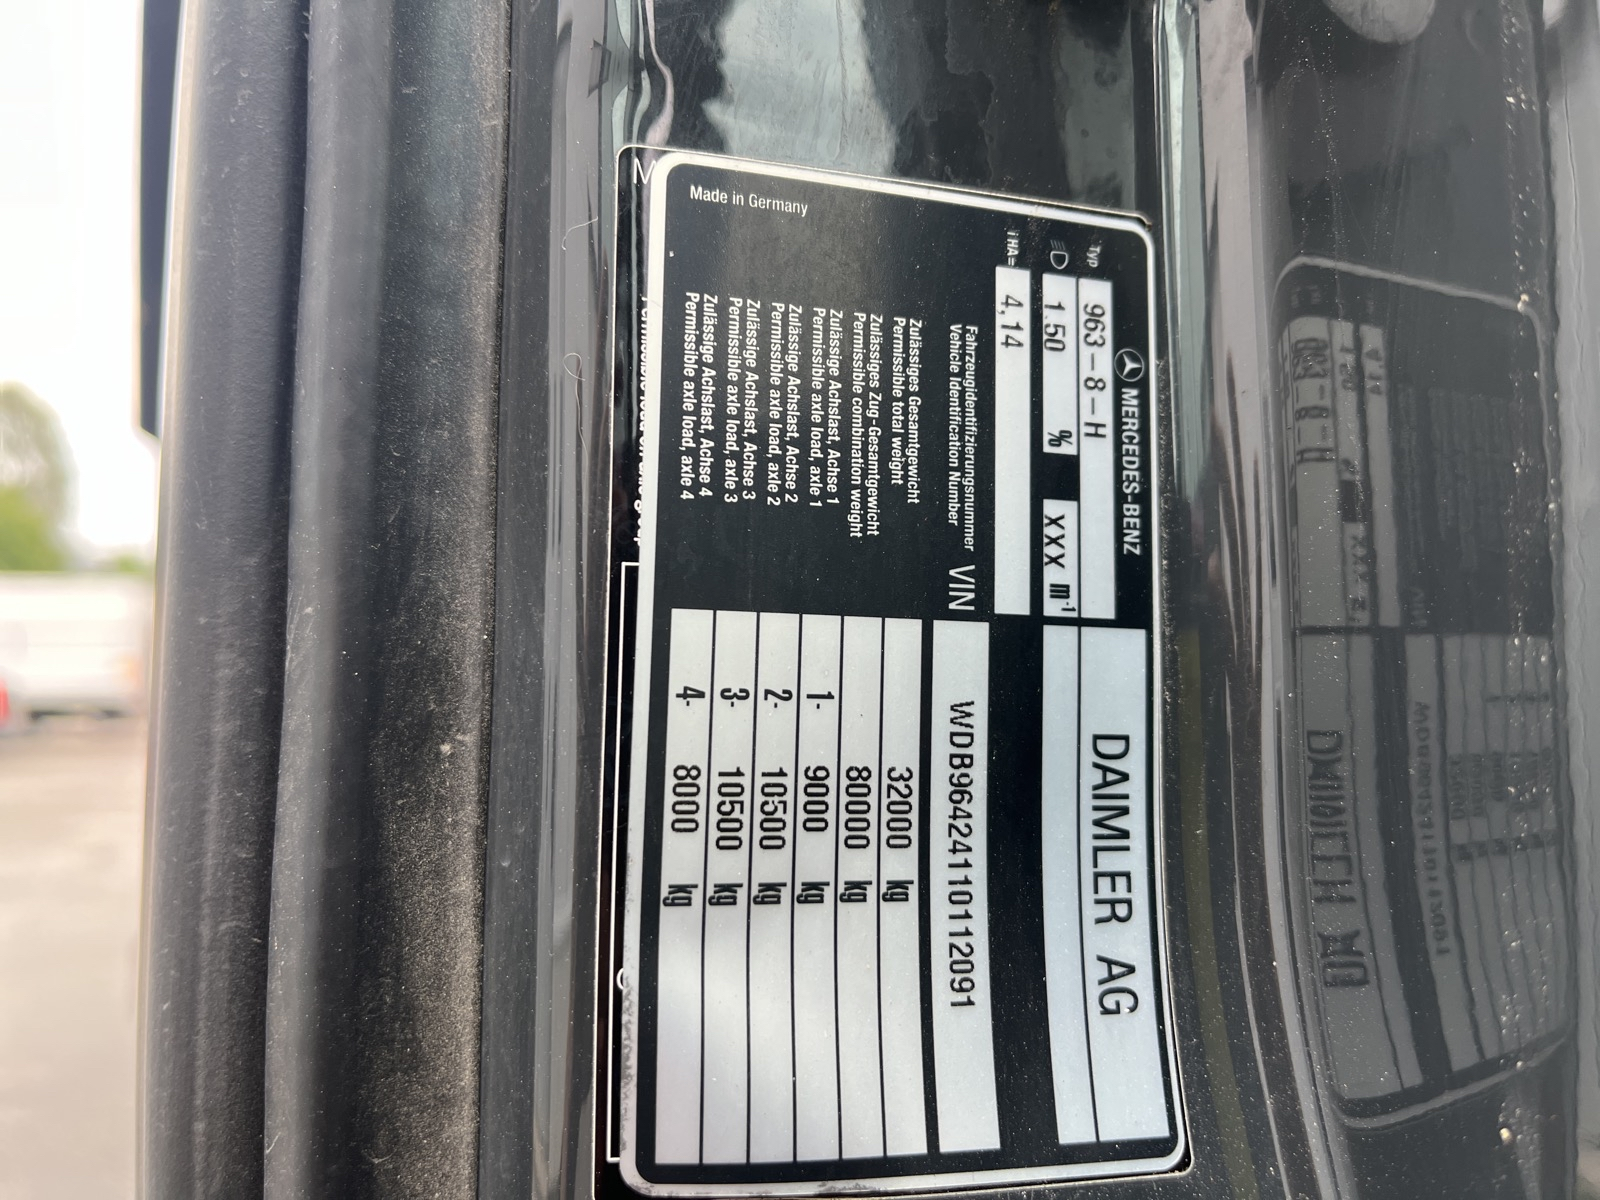 MERCEDES-BENZ
Typ 963-8-H DAIMLER AG
1.50 % XXX m-1
iHA= 4,14
Fahrzeugidentifizierungsnummer
Vehicle Identification Number VIN WDB96424110112091
Zulässiges Gesamtgewicht
Permissible total weight 32000 kg
Zulässiges Zug-Gesamtgewicht
Permissible combination weight 80000 kg
Zulässige Achslast, Achse 1
Permissible axle load, axle 1 1- 9000 kg
Zulässige Achslast, Achse 2
Permissible axle load, axle 2 2- 10500 kg
Zulässige Achslast, Achse 3
Permissible axle load, axle 3 3- 10500 kg
Zulässige Achslast, Achse 4
Permissible axle load, axle 4 4- 8000 kg
Made in Germany